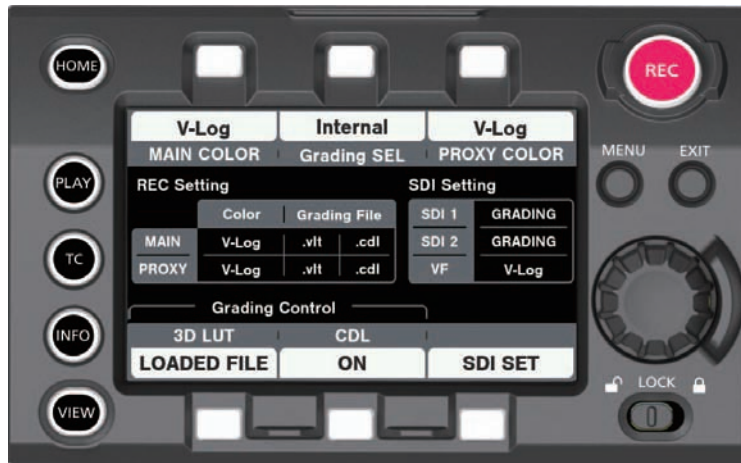 HOME
REC
V-Log Internal V-Log
MAIN COLOR Grading SEL PROXY COLOR
MENU EXIT
PLAY
REC Setting SDI Setting
Color Grading File SDI 1 GRADING
MAIN V-Log .vlt .cdl SDI 2 GRADING
PROXY V-Log .vlt .cdl VF V-Log
TC
Grading Control
INFO
3D LUT CDL
LOADED FILE ON SDI SET
LOCK
VIEW